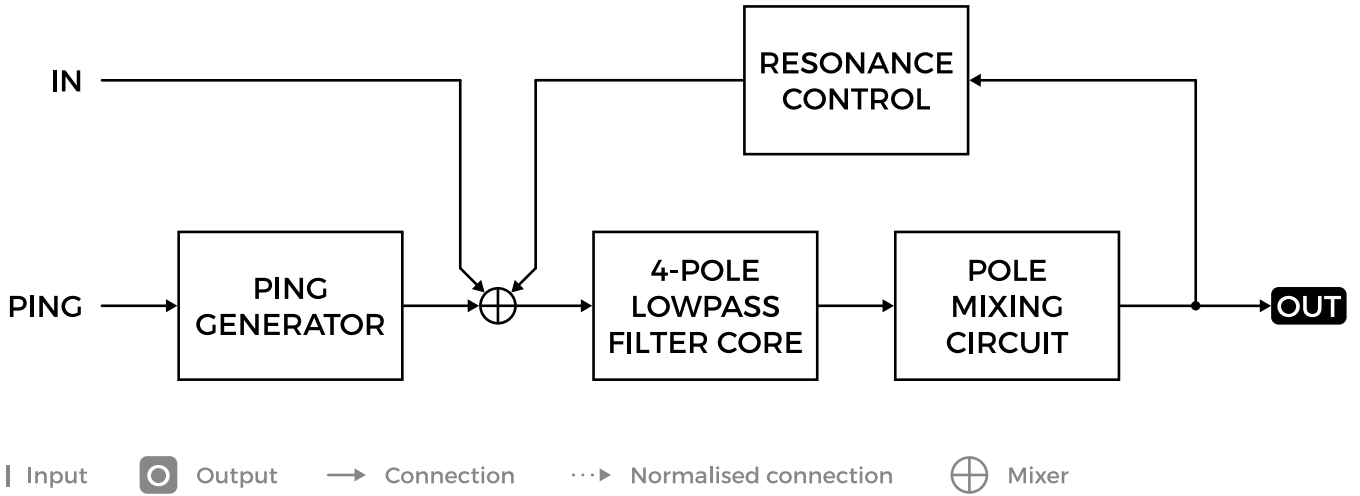 IN
RESONANCE
CONTROL
PING
PING
GENERATOR
4-POLE
LOWPASS
FILTER CORE
POLE
MIXING
CIRCUIT
OUT
I Input
O Output
Connection
Normalised connection
Mixer